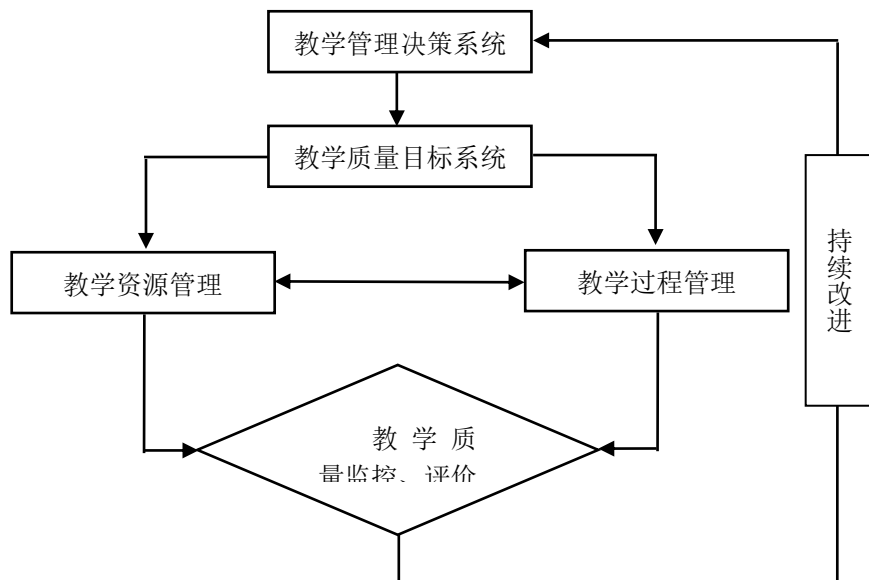 教学管理决策系统
教学质量目标系统
教学资源管理
教学过程管理
持续改进
教学质
量监控、评价